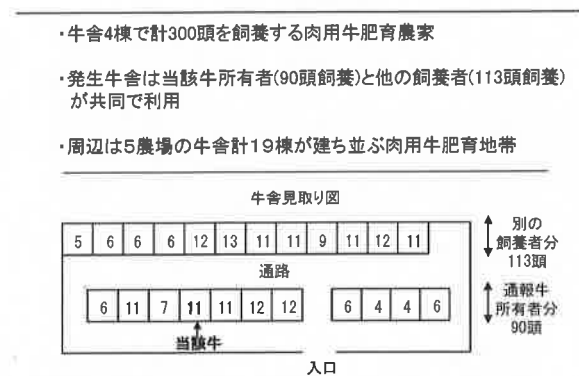 ・牛舎4棟で計300頭を飼養する肉用牛肥育農家
・発生牛舎は当該牛所有者(90頭飼養)と他の飼養者(113頭飼養)
が共同で利用
・周辺は5農場の牛舎計19棟が建ち並ぶ肉用牛肥育地帯
牛舎見取り図
5 6 6 6 12 13 11 11 9 11 12 11
別の
飼養者分
113頭
通路
6 11 7 11 11 12 12 6 4 4 6
通報牛
所有者分
90頭
当該牛
入口